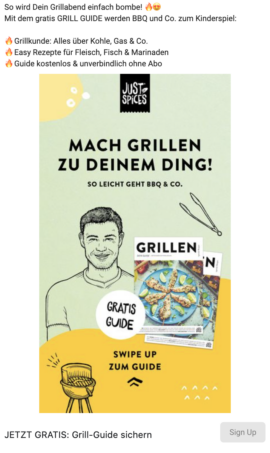 So wird Dein Grillabend einfach bombe! 🔥😍
Mit dem gratis GRILL GUIDE werden BBQ und Co. zum Kinderspiel:
🔥Grillkunde: Alles über Kohle, Gas & Co.
🔥Easy Rezepte für Fleisch, Fisch & Marinaden
🔥Guide kostenlos & unverbindlich ohne Abo
JUST
SPICES
MACH GRILLEN
ZU DEINEM DING!
SO LEICHT GEHT BBQ & CO.
GRILLEN
N
GRATIS
GUIDE
SWIPE UP
ZUM GUIDE
JETZT GRATIS: Grill-Guide sichern
Sign Up